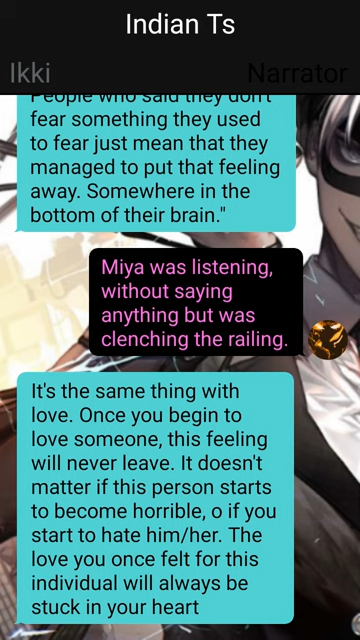 Indian Ts
Ikki
Narrator
People who said they don't
fear something they used
to fear just mean that they
managed to put that feeling
away. Somewhere in the
bottom of their brain."
Miya was listening,
without saying
anything but was
clenching the railing.
It's the same thing with
love. Once you begin to
love someone, this feeling
will never leave. It doesn't
matter if this person starts
to become horrible, o if you
start to hate him/her. The
love you once felt for this
individual will always be
stuck in your heart